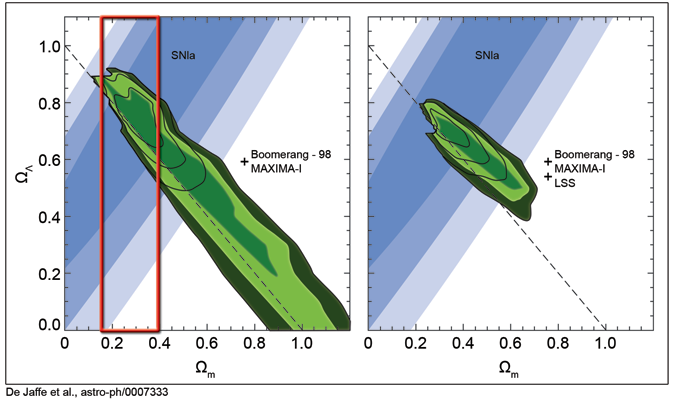 SNIa
+ Boomerang - 98
MAXIMA-I
1.0
0.8
0.6
0.4
0.2
0.0
ΩΛ
0 0.2 0.4 0.6 0.8 1.0
Ωm
SNIa
+ Boomerang - 98
MAXIMA-I
+ LSS
0 0.2 0.4 0.6 0.8 1.0
Ωm
De Jaffe et al., astro-ph/0007333